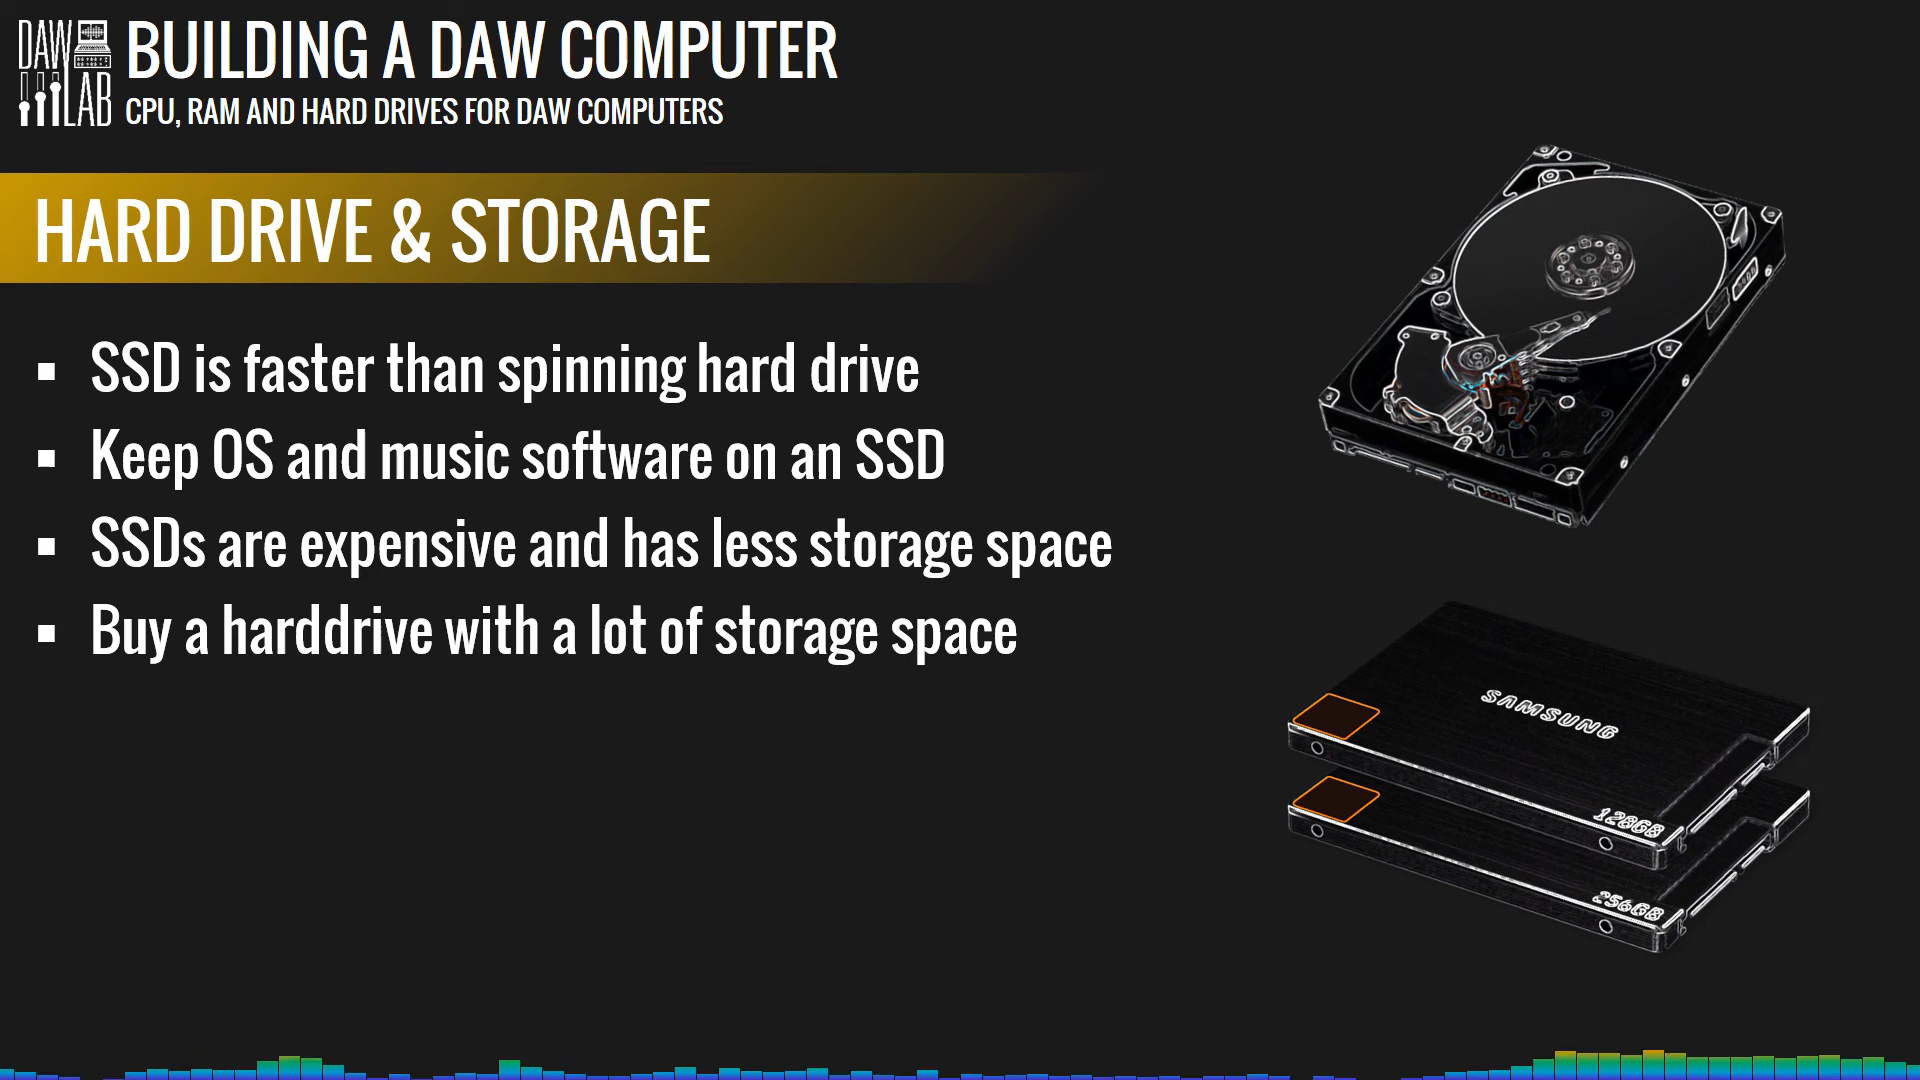 DAW
LAB
BUILDING A DAW COMPUTER
CPU, RAM AND HARD DRIVES FOR DAW COMPUTERS
HARD DRIVE & STORAGE
▪ SSD is faster than spinning hard drive
▪ Keep OS and music software on an SSD
▪ SSDs are expensive and has less storage space
▪ Buy a harddrive with a lot of storage space
SAMSUNG
128GB
256GB